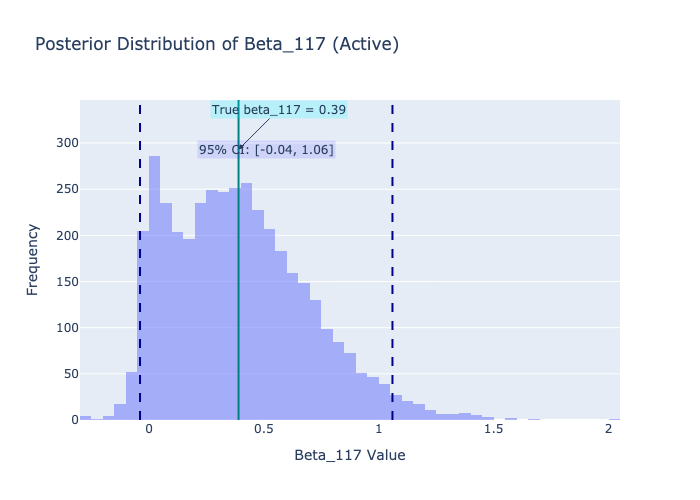 Posterior Distribution of Beta_117 (Active)
True beta_117 = 0.39
95% CI: [-0.04, 1.06]
300
250
200
150
100
50
0
Frequency
0
0.5
1
1.5
2
Beta_117 Value